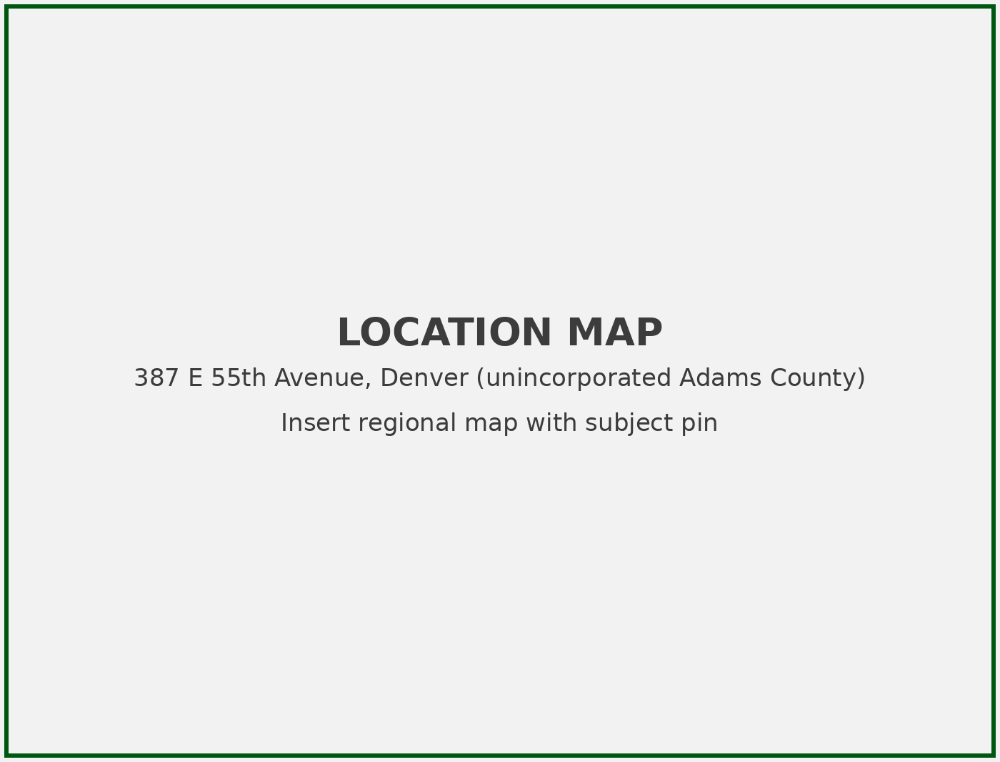 LOCATION MAP
387 E 55th Avenue, Denver (unincorporated Adams County)
Insert regional map with subject pin